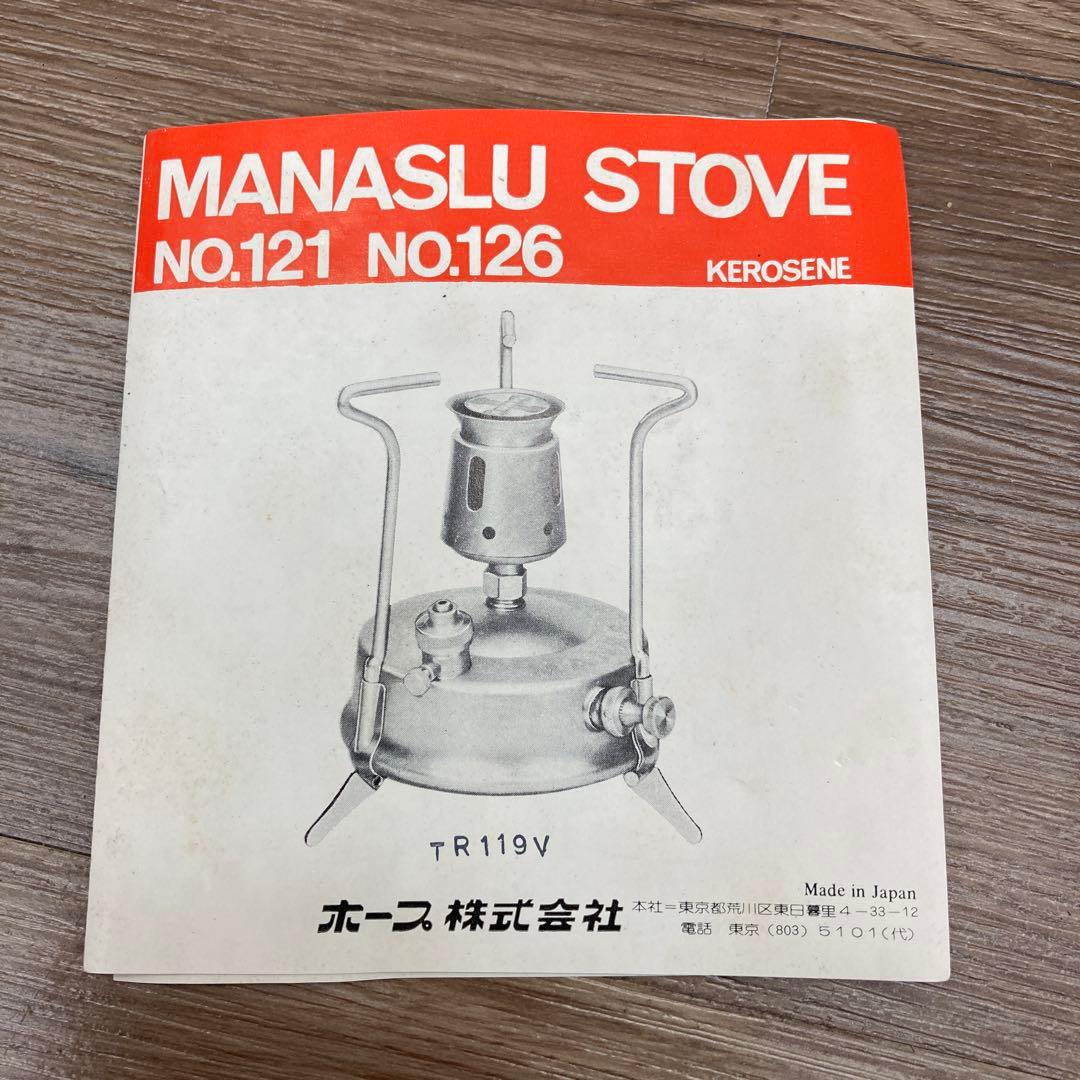 MANASLU STOVE
NO.121 NO.126 KEROSENE
TR119V
Made in Japan
ホープ株式会社
本社=東京都荒川区東日暮里4-33-12
電話 東京(803)5101(代)